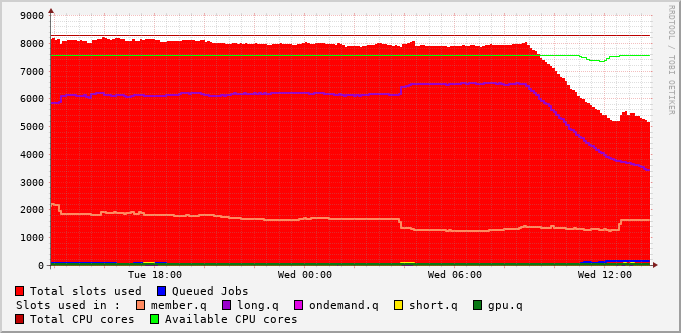 9000
8000
7000
6000
5000
4000
3000
2000
1000
0
Tue 18:00 Wed 00:00 Wed 06:00 Wed 12:00
Total slots used Queued Jobs
Slots used in : member.q long.q ondemand.q short.q gpu.q
Total CPU cores Available CPU cores
RRDTOOL / TOBI OETIKER